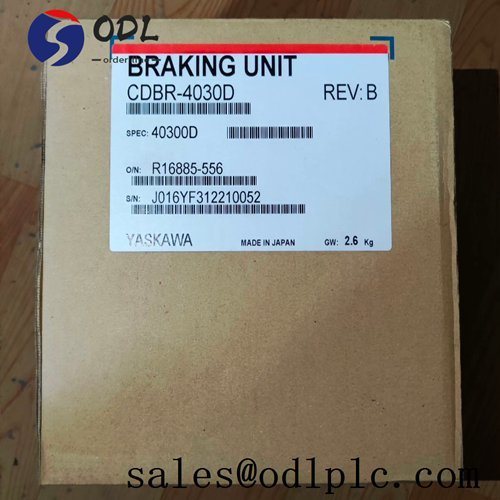 ODL
BRAKING UNIT
CDBR-4030D REV: B
SPEC: 40300D
O/N: R16885-556
S/N: J016YF312210052
YASKAWA MADE IN JAPAN GW: 2.6 Kg
sales@odlplc.com